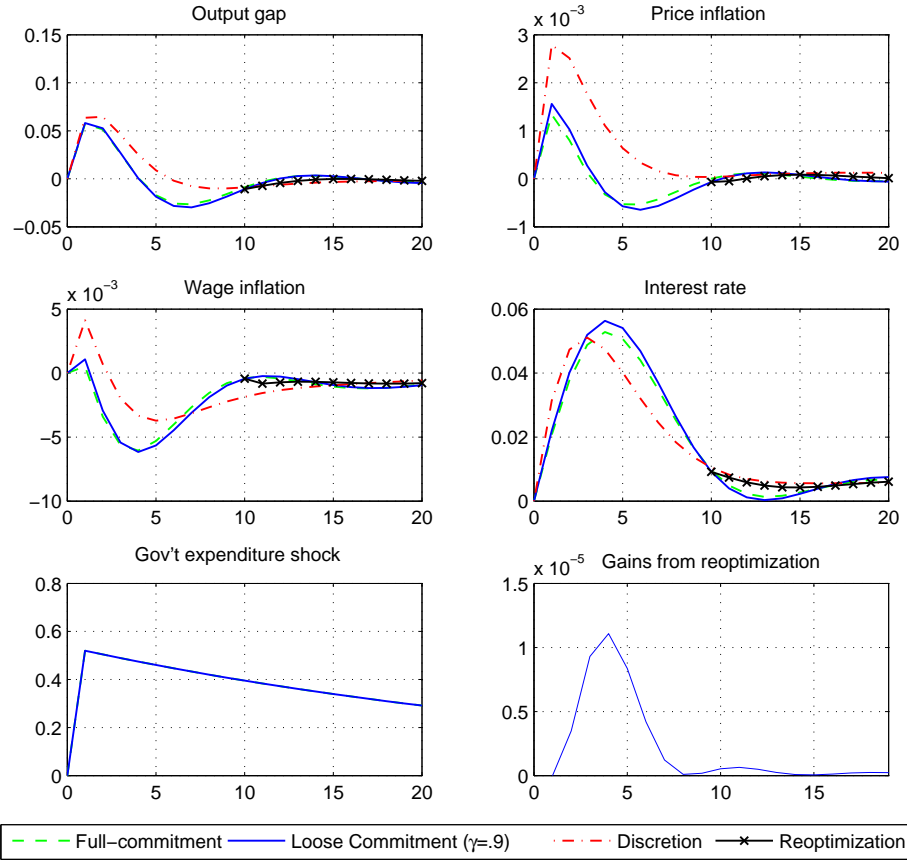 Output gap
0.15
0.1
0.05
0
−0.05
0 5 10 15 20
Price inflation
x 10⁻³
3
2
1
0
−1
0 5 10 15 20
Wage inflation
x 10⁻³
5
0
−5
−10
0 5 10 15 20
Interest rate
0.06
0.04
0.02
0
0 5 10 15 20
Gov't expenditure shock
0.8
0.6
0.4
0.2
0
0 5 10 15 20
Gains from reoptimization
x 10⁻⁵
1.5
1
0.5
0
0 5 10 15
Full−commitment Loose Commitment (γ=.9) Discretion Reoptimization